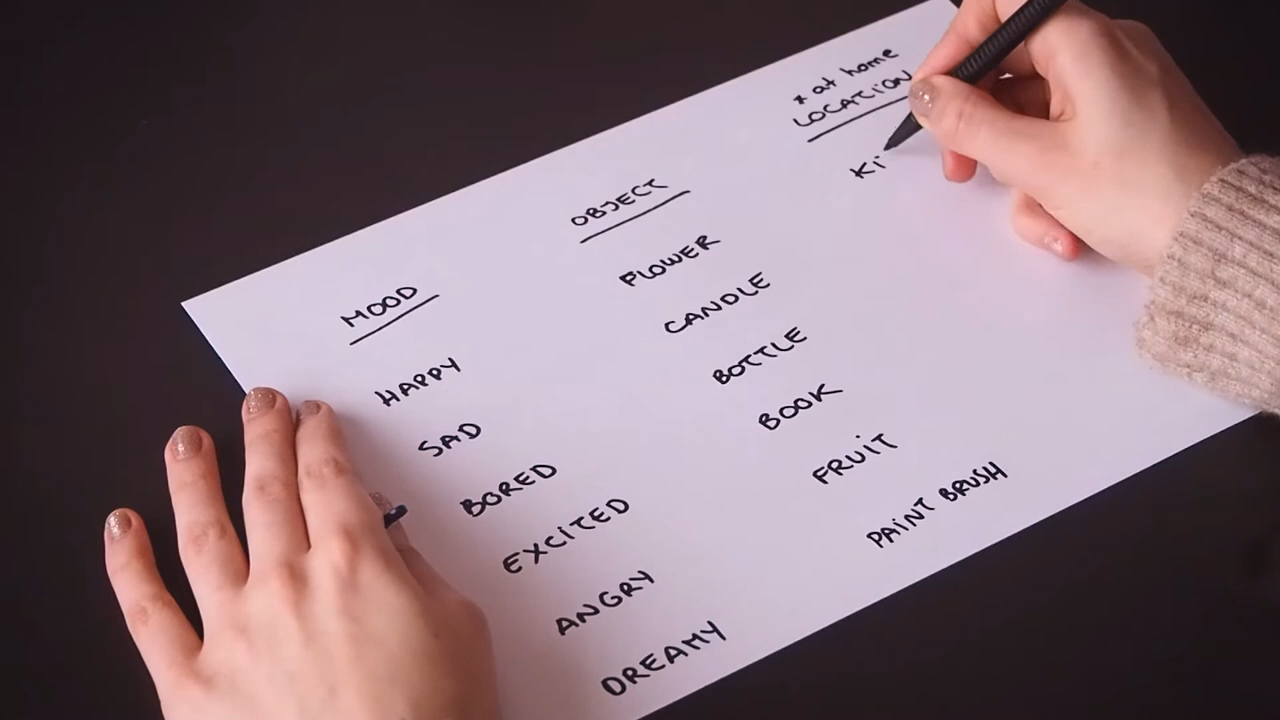 MOOD
HAPPY
SAD
BORED
EXCiTED
ANGRY
DREAMY
OBJECT
FLOWER
CANDLE
BOTTLE
BOOK
FRUiT
PAiNT BRUSH
* at home
LOCATiON
Ki